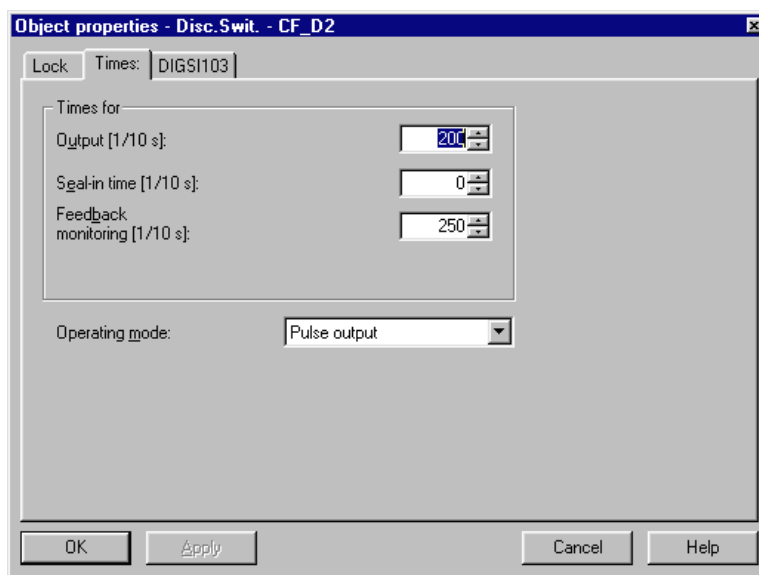 Object properties - Disc.Swit. - CF_D2
Lock Times: DIGSI103
Times for
Output [1/10 s]: 200
Seal-in time [1/10 s]: 0
Feedback
monitoring [1/10 s]: 250
Operating mode: Pulse output
OK Apply Cancel Help